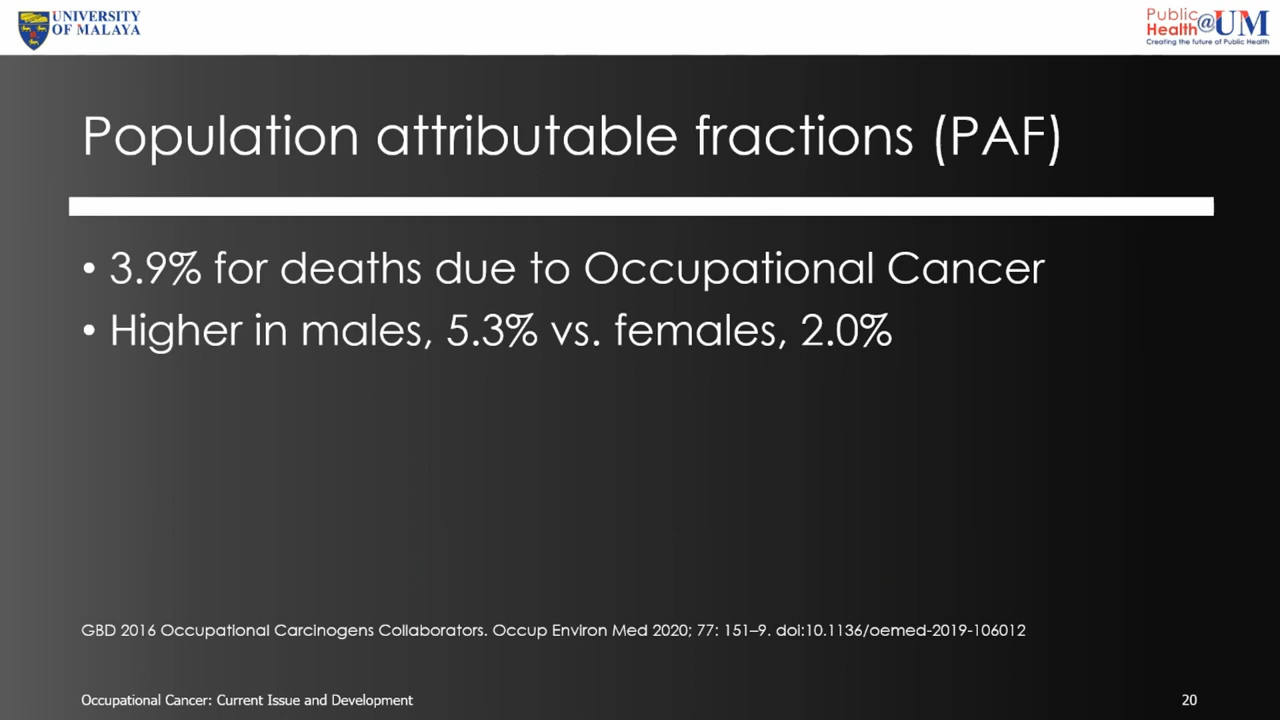 UNIVERSITY
OF MALAYA
Public
Health@UM
Creating the future of Public Health
Population attributable fractions (PAF)
• 3.9% for deaths due to Occupational Cancer
• Higher in males, 5.3% vs. females, 2.0%
GBD 2016 Occupational Carcinogens Collaborators. Occup Environ Med 2020; 77: 151–9. doi:10.1136/oemed-2019-106012
Occupational Cancer: Current Issue and Development
20